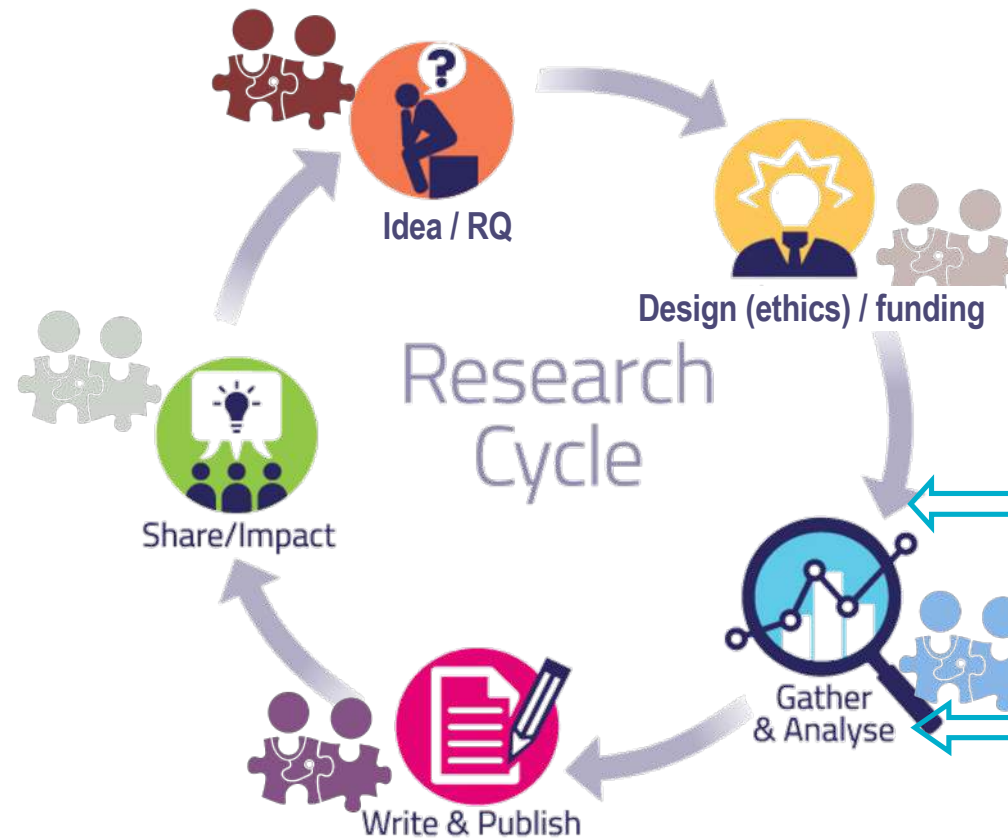 ?
Idea / RQ
Design (ethics) / funding
Research
Cycle
Share/Impact
Gather
& Analyse
Write & Publish